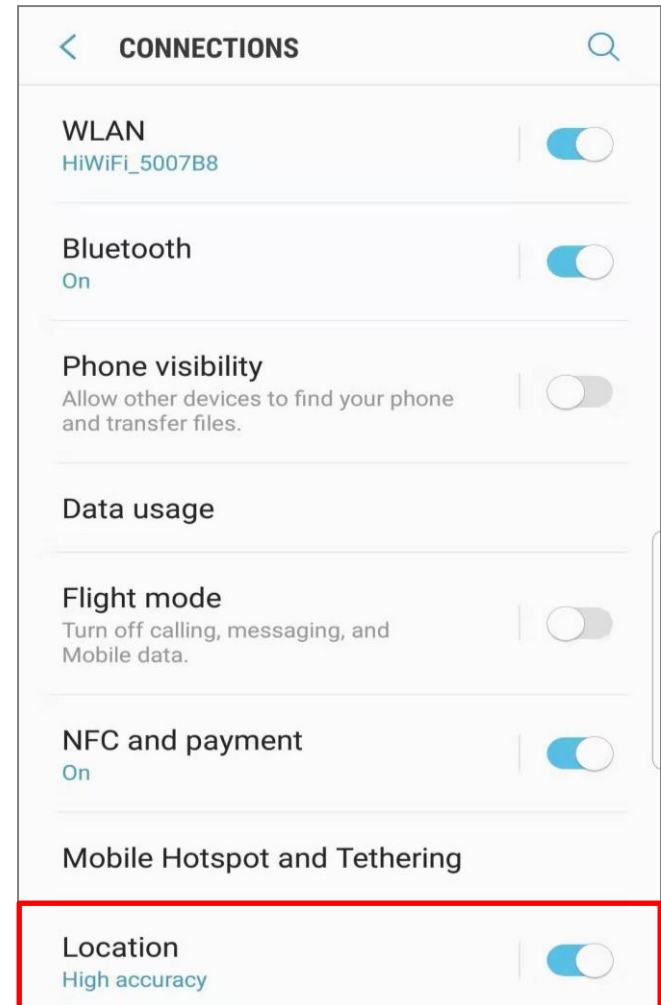 CONNECTIONS
WLAN
HiWiFi_5007B8
Bluetooth
On
Phone visibility
Allow other devices to find your phone
and transfer files.
Data usage
Flight mode
Turn off calling, messaging, and
Mobile data.
NFC and payment
On
Mobile Hotspot and Tethering
Location
High accuracy